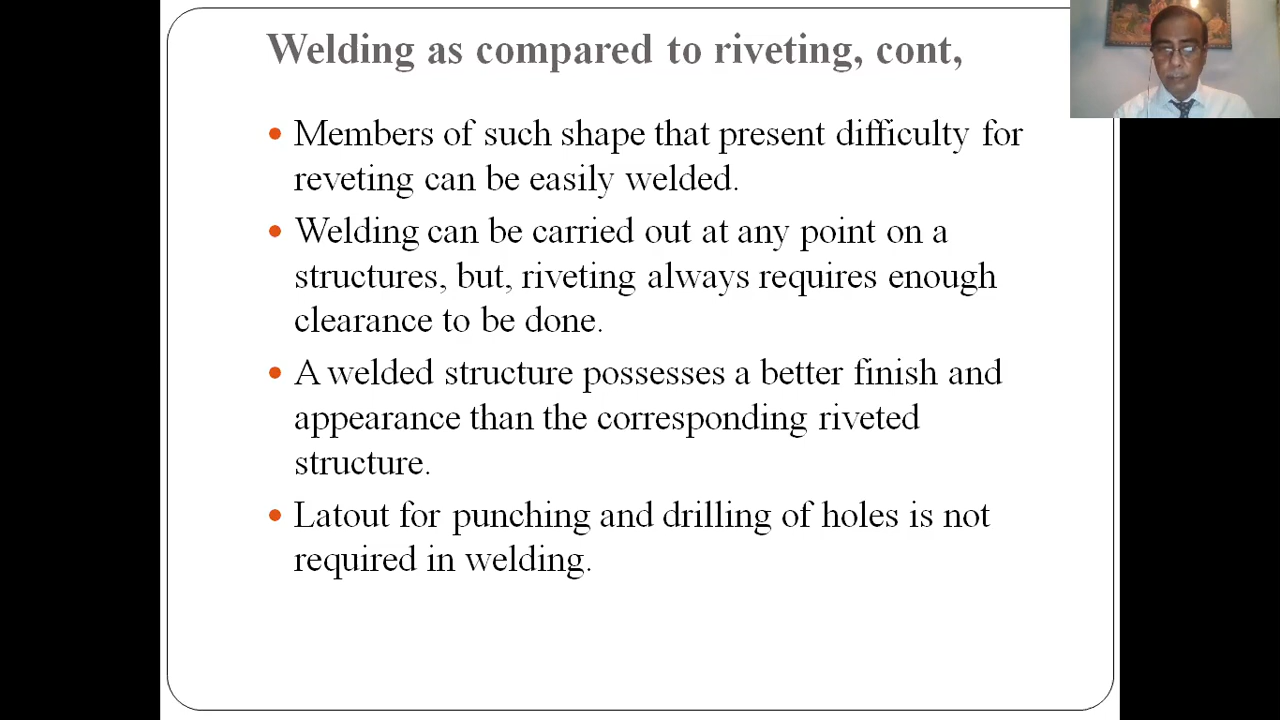 Welding as compared to riveting, cont,
Members of such shape that present difficulty for
reveting can be easily welded.
Welding can be carried out at any point on a
structures, but, riveting always requires enough
clearance to be done.
A welded structure possesses a better finish and
appearance than the corresponding riveted
structure.
Latout for punching and drilling of holes is not
required in welding.